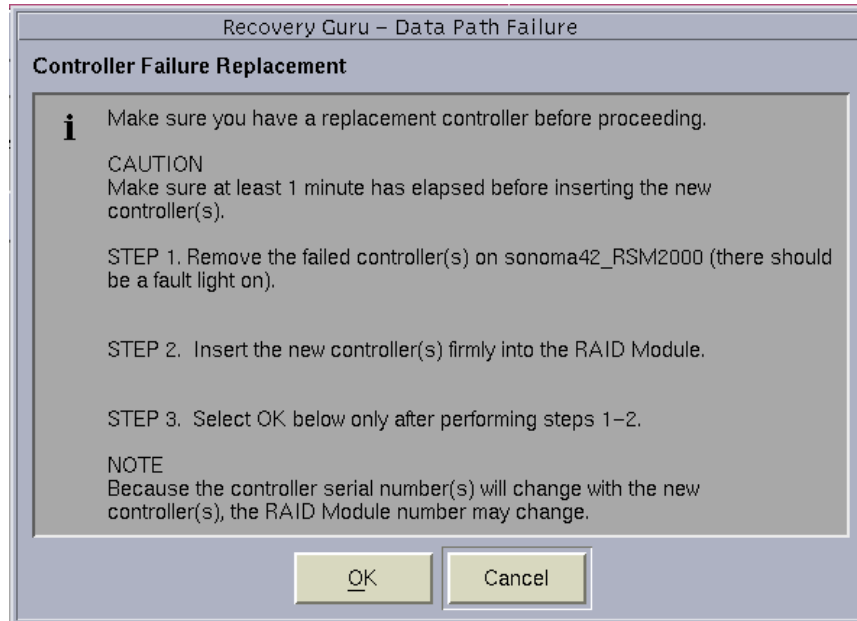 Recovery Guru – Data Path Failure
Controller Failure Replacement
i
Make sure you have a replacement controller before proceeding.
CAUTION
Make sure at least 1 minute has elapsed before inserting the new
controller(s).
STEP 1. Remove the failed controller(s) on sonoma42_RSM2000 (there should
be a fault light on).
STEP 2.  Insert the new controller(s) firmly into the RAID Module.
STEP 3.  Select OK below only after performing steps 1–2.
NOTE
Because the controller serial number(s) will change with the new
controller(s), the RAID Module number may change.
OK
Cancel